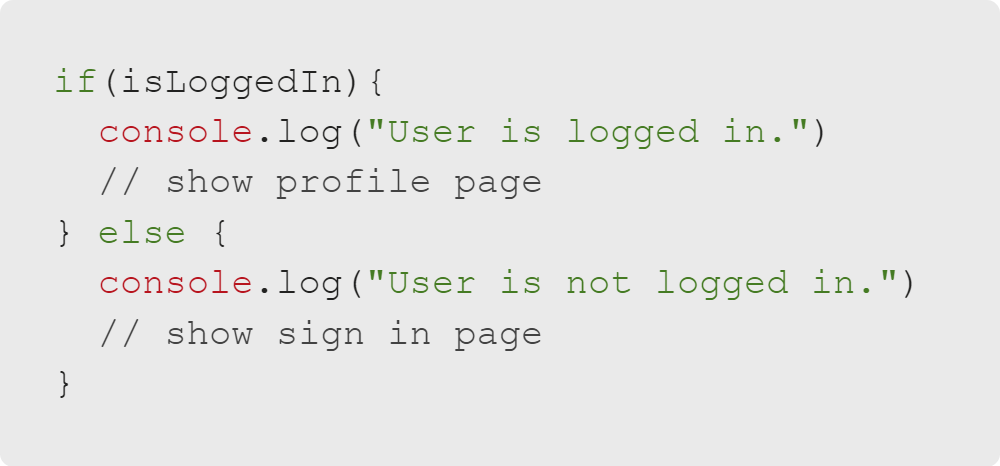 if(isLoggedIn){
  console.log("User is logged in.")
  // show profile page
} else {
  console.log("User is not logged in.")
  // show sign in page
}